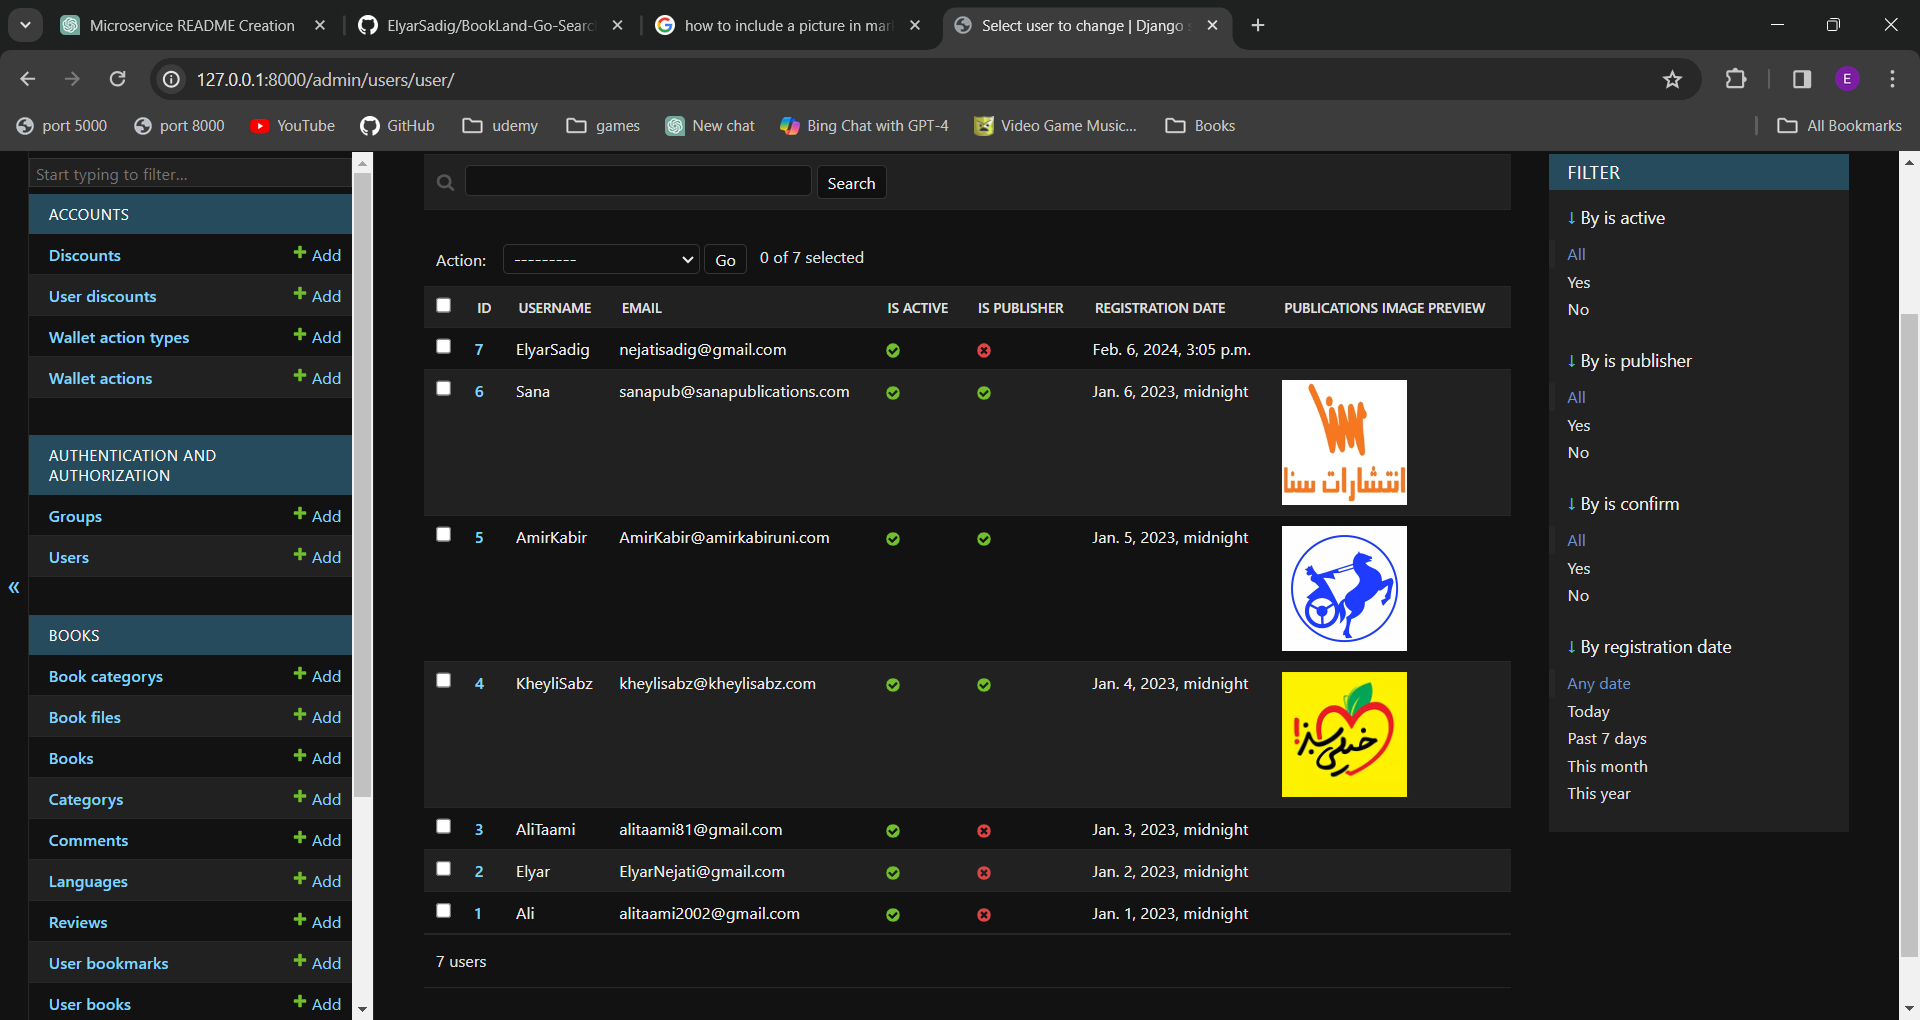 Microservice README Creation
ElyarSadig/BookLand-Go-Searc
how to include a picture in mar
Select user to change | Django s
127.0.0.1:8000/admin/users/user/
E
port 5000
port 8000
YouTube
GitHub
udemy
games
New chat
Bing Chat with GPT-4
Video Game Music...
Books
All Bookmarks
Start typing to filter...
ACCOUNTS
Discounts + Add
User discounts + Add
Wallet action types + Add
Wallet actions + Add
AUTHENTICATION AND
AUTHORIZATION
Groups + Add
Users + Add
«
BOOKS
Book categorys + Add
Book files + Add
Books + Add
Categorys + Add
Comments + Add
Languages + Add
Reviews + Add
User bookmarks + Add
User books + Add
Search
Action: --------- Go 0 of 7 selected
ID USERNAME EMAIL IS ACTIVE IS PUBLISHER REGISTRATION DATE PUBLICATIONS IMAGE PREVIEW
7 ElyarSadig nejatisadig@gmail.com Feb. 6, 2024, 3:05 p.m.
6 Sana sanapub@sanapublications.com Jan. 6, 2023, midnight
انتشارات سنا
5 AmirKabir AmirKabir@amirkabiruni.com Jan. 5, 2023, midnight
4 KheyliSabz kheylisabz@kheylisabz.com Jan. 4, 2023, midnight
خیلی سبز!
3 AliTaami alitaami81@gmail.com Jan. 3, 2023, midnight
2 Elyar ElyarNejati@gmail.com Jan. 2, 2023, midnight
1 Ali alitaami2002@gmail.com Jan. 1, 2023, midnight
7 users
FILTER
↓ By is active
All
Yes
No
↓ By is publisher
All
Yes
No
↓ By is confirm
All
Yes
No
↓ By registration date
Any date
Today
Past 7 days
This month
This year